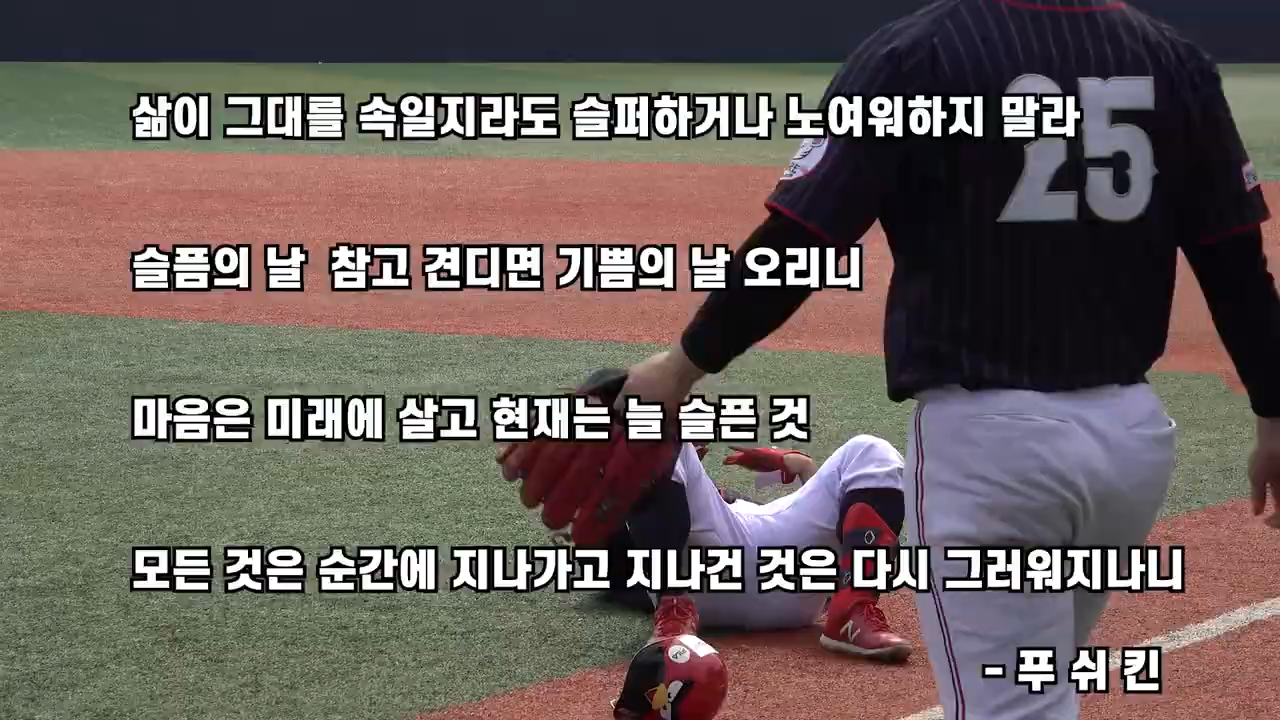 삶이 그대를 속일지라도 슬퍼하거나 노여워하지 말라
25
슬픔의 날 참고 견디면 기쁨의 날 오리니
마음은 미래에 살고 현재는 늘 슬픈 것
모든 것은 순간에 지나가고 지나건 것은 다시 그러워지나니
- 푸 쉬 킨